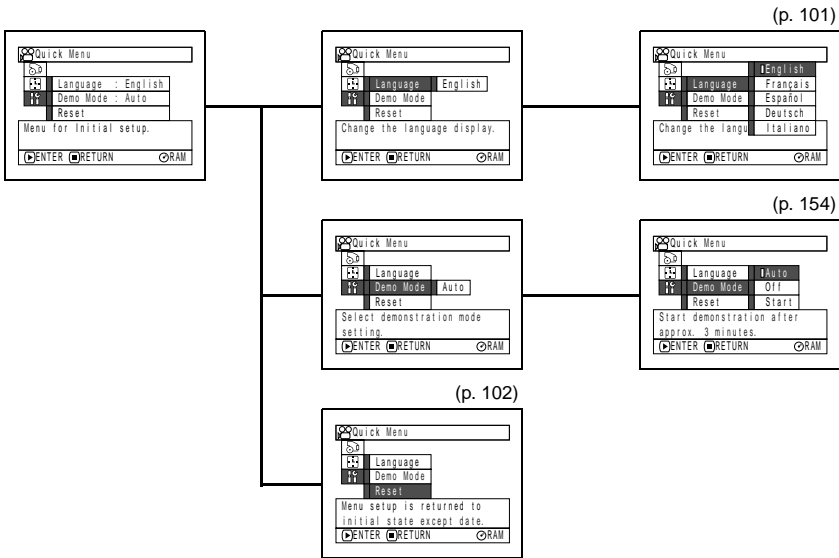 (p. 101)
Quick Menu
Language : English
Demo Mode : Auto
Reset
Menu for Initial setup.
ENTER RETURN RAM
Quick Menu
Language English
Demo Mode
Reset
Change the language display.
ENTER RETURN RAM
Quick Menu
English
Language Français
Demo Mode Español
Reset Deutsch
Change the langu Italiano
ENTER RETURN RAM
(p. 154)
Quick Menu
Language
Demo Mode Auto
Reset
Select demonstration mode
setting.
ENTER RETURN RAM
Quick Menu
Language Auto
Demo Mode Off
Reset Start
Start demonstration after
approx. 3 minutes.
ENTER RETURN RAM
(p. 102)
Quick Menu
Language
Demo Mode
Reset
Menu setup is returned to
initial state except date.
ENTER RETURN RAM